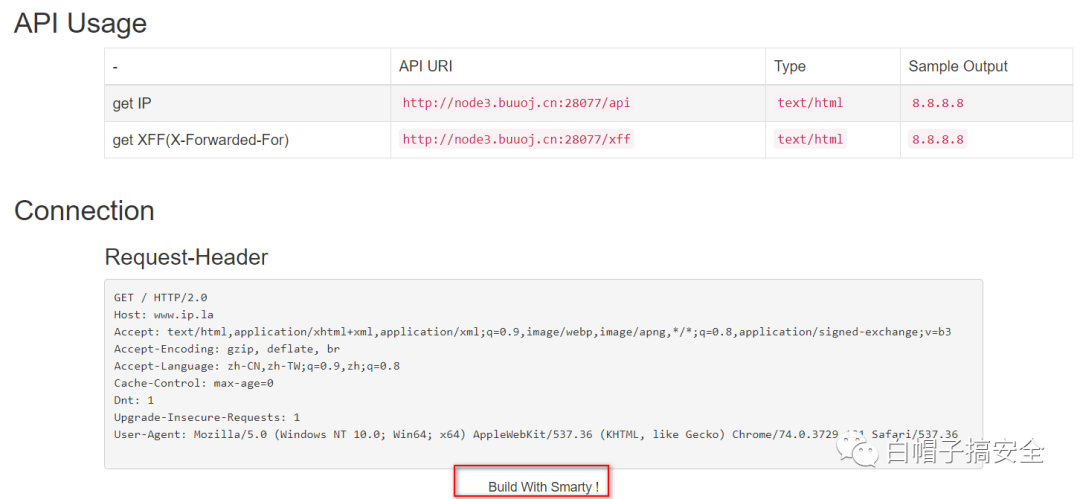 API Usage
- API URI Type Sample Output
get IP http://node3.buuoj.cn:28077/api text/html 8.8.8.8
get XFF(X-Forwarded-For) http://node3.buuoj.cn:28077/xff text/html 8.8.8.8
Connection
Request-Header
GET / HTTP/2.0
Host: www.ip.la
Accept: text/html,application/xhtml+xml,application/xml;q=0.9,image/webp,image/apng,*/*;q=0.8,application/signed-exchange;v=b3
Accept-Encoding: gzip, deflate, br
Accept-Language: zh-CN,zh-TW;q=0.9,zh;q=0.8
Cache-Control: max-age=0
Dnt: 1
Upgrade-Insecure-Requests: 1
User-Agent: Mozilla/5.0 (Windows NT 10.0; Win64; x64) AppleWebKit/537.36 (KHTML, like Gecko) Safari/537.36
白帽子搞安全
Build With Smarty !